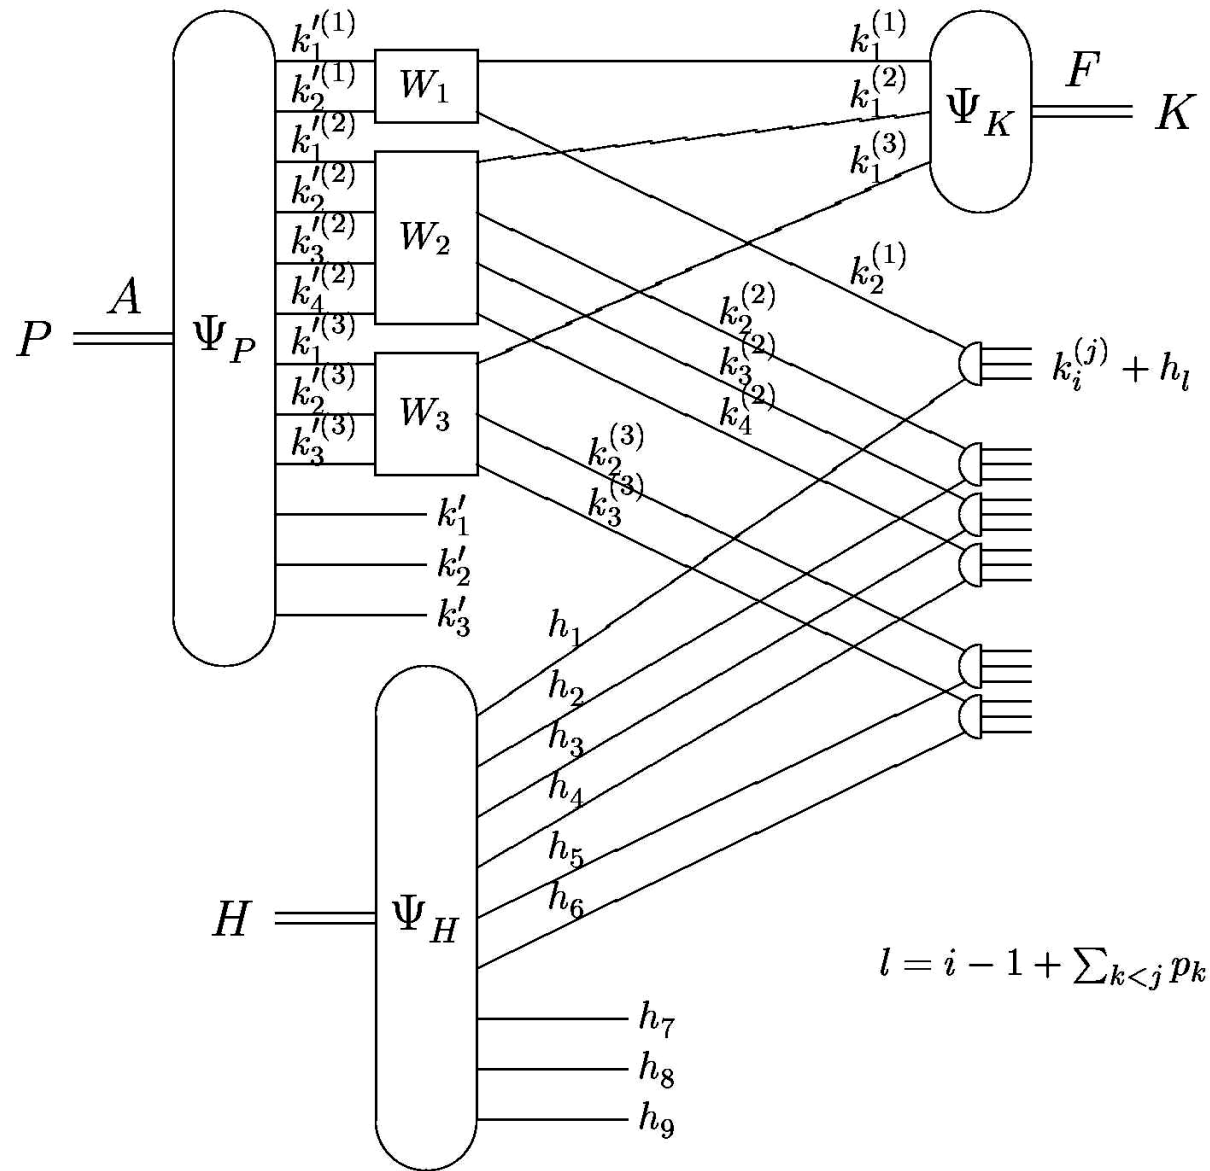 k′₁⁽¹⁾ k₁⁽¹⁾
F
k′₂⁽¹⁾ W₁ k₁⁽²⁾ Ψ_K K
k′₁⁽²⁾ k₁⁽³⁾
k′₂⁽²⁾
k′₃⁽²⁾ W₂
k′₄⁽²⁾ k₂⁽¹⁾
A
P Ψ_P k′₁⁽³⁾ k₂⁽²⁾
k′₂⁽³⁾ k₃⁽²⁾ kᵢ⁽ʲ⁾ + hₗ
W₃ k₄⁽²⁾
k′₃⁽³⁾ k₂⁽³⁾
k₃⁽³⁾
k′₁
k′₂
k′₃
h₁
h₂
h₃
h₄
h₅
h₆
H Ψ_H
l = i − 1 + ∑_{k<j} p_k
h₇
h₈
h₉